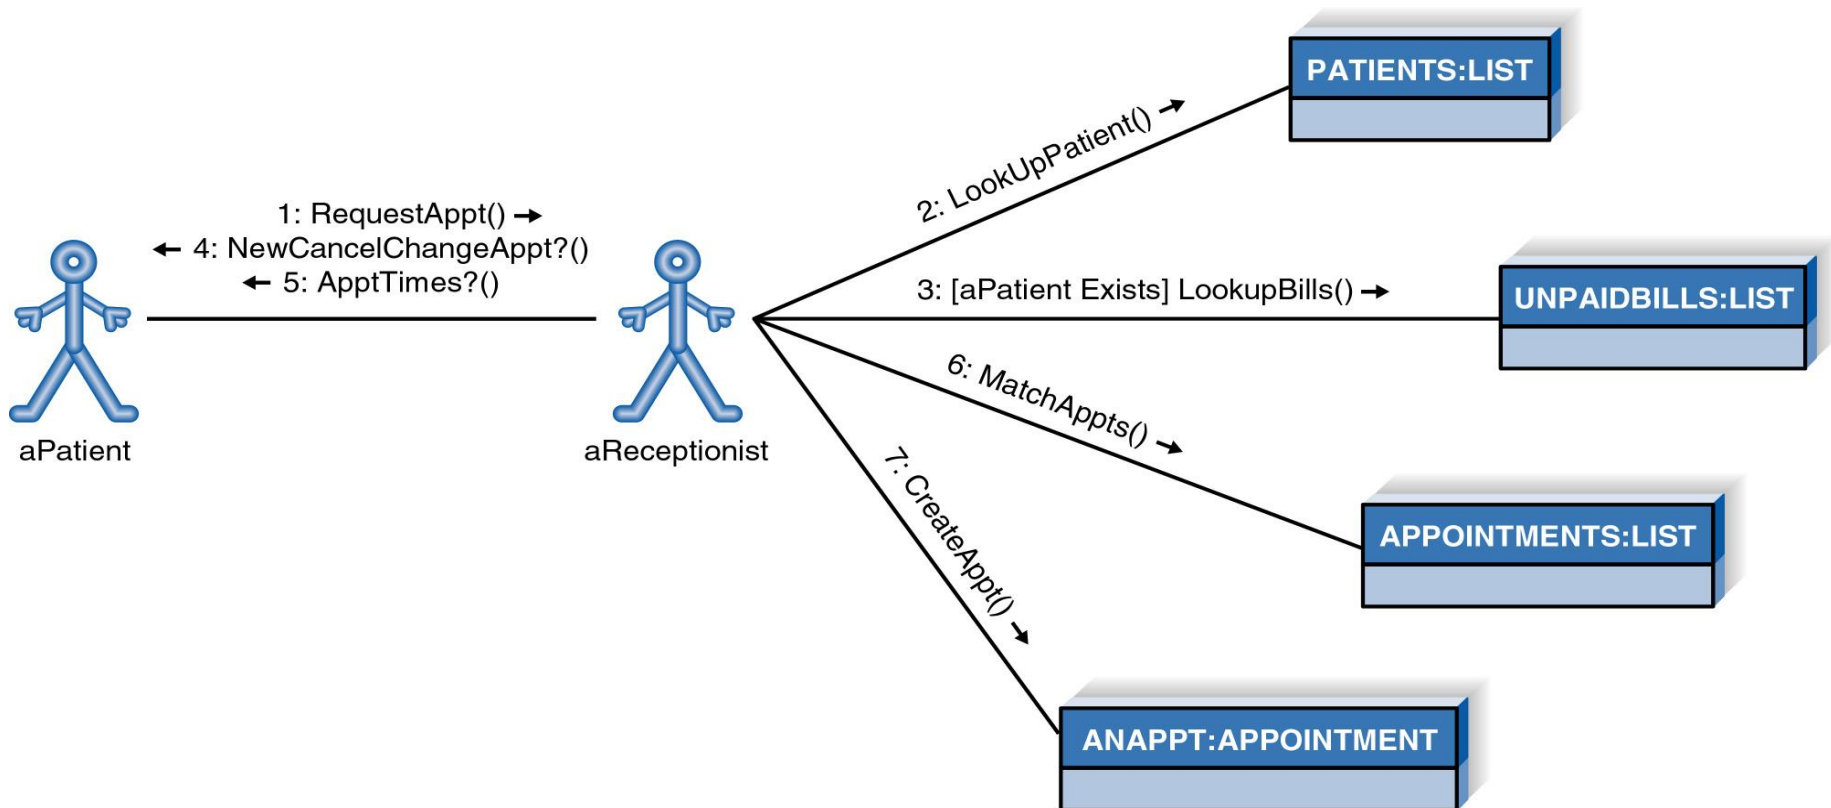 PATIENTS:LIST
2: LookUpPatient()
1: RequestAppt()
4: NewCancelChangeAppt?()
5: ApptTimes?()
3: [aPatient Exists] LookupBills()
UNPAIDBILLS:LIST
aPatient
aReceptionist
6: MatchAppts()
APPOINTMENTS:LIST
7: CreateAppt()
ANAPPT:APPOINTMENT